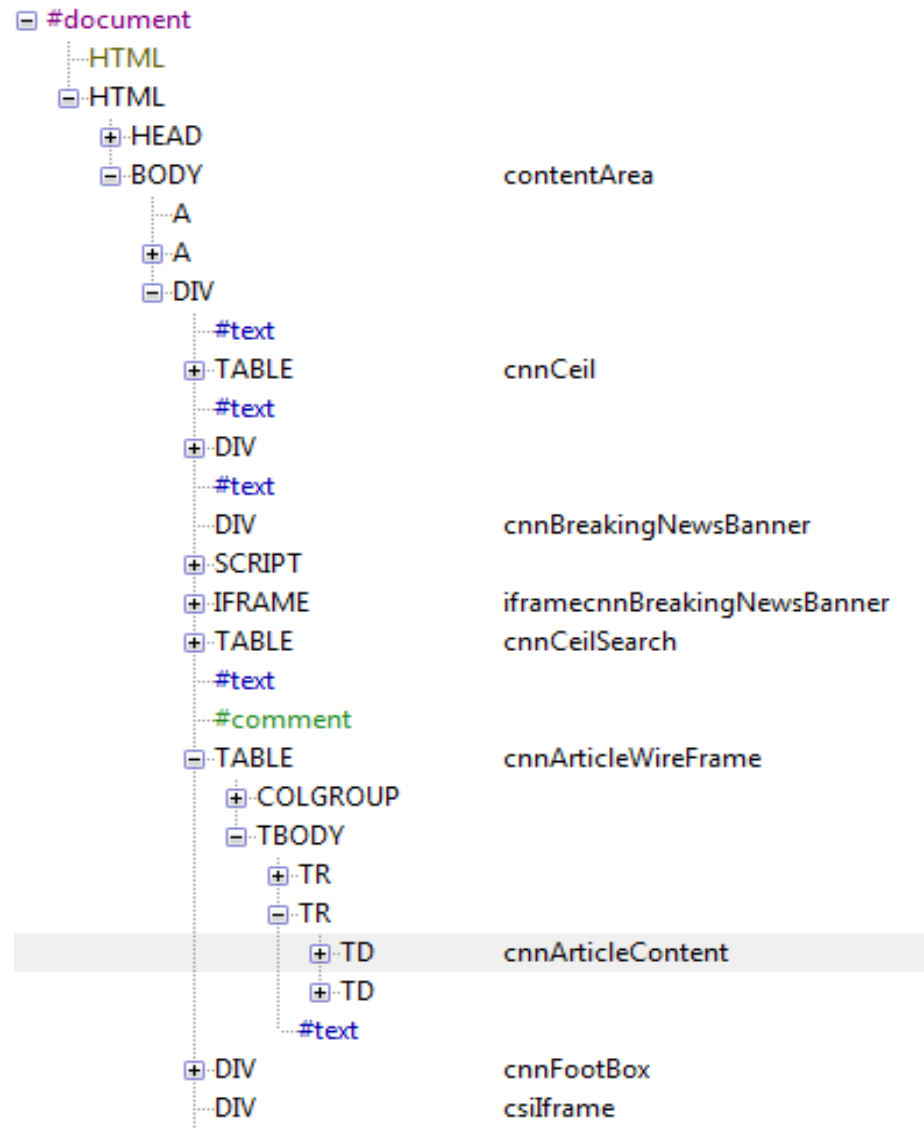 #document
HTML
HTML
HEAD
BODY contentArea
A
A
DIV
#text
TABLE cnnCeil
#text
DIV
#text
DIV cnnBreakingNewsBanner
SCRIPT
IFRAME iframecnnBreakingNewsBanner
TABLE cnnCeilSearch
#text
#comment
TABLE cnnArticleWireFrame
COLGROUP
TBODY
TR
TR
TD cnnArticleContent
TD
#text
DIV cnnFootBox
DIV csiIframe